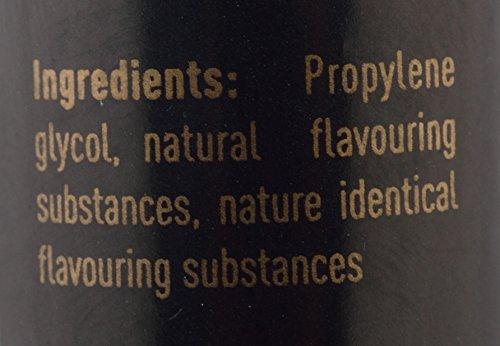 Ingredients: Propylene
glycol, natural flavouring
substances, nature identical
flavouring substances